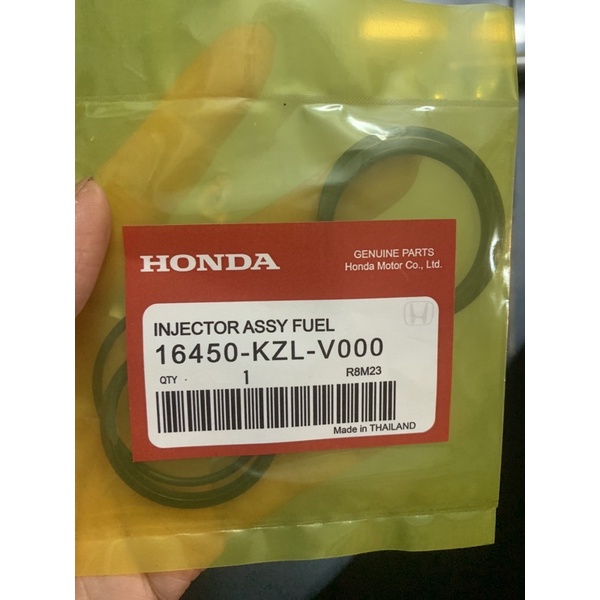 HONDA
GENUINE PARTS
Honda Motor Co., Ltd.
INJECTOR ASSY FUEL
16450-KZL-V000
QTY . 1 R8M23
Made in THAILAND